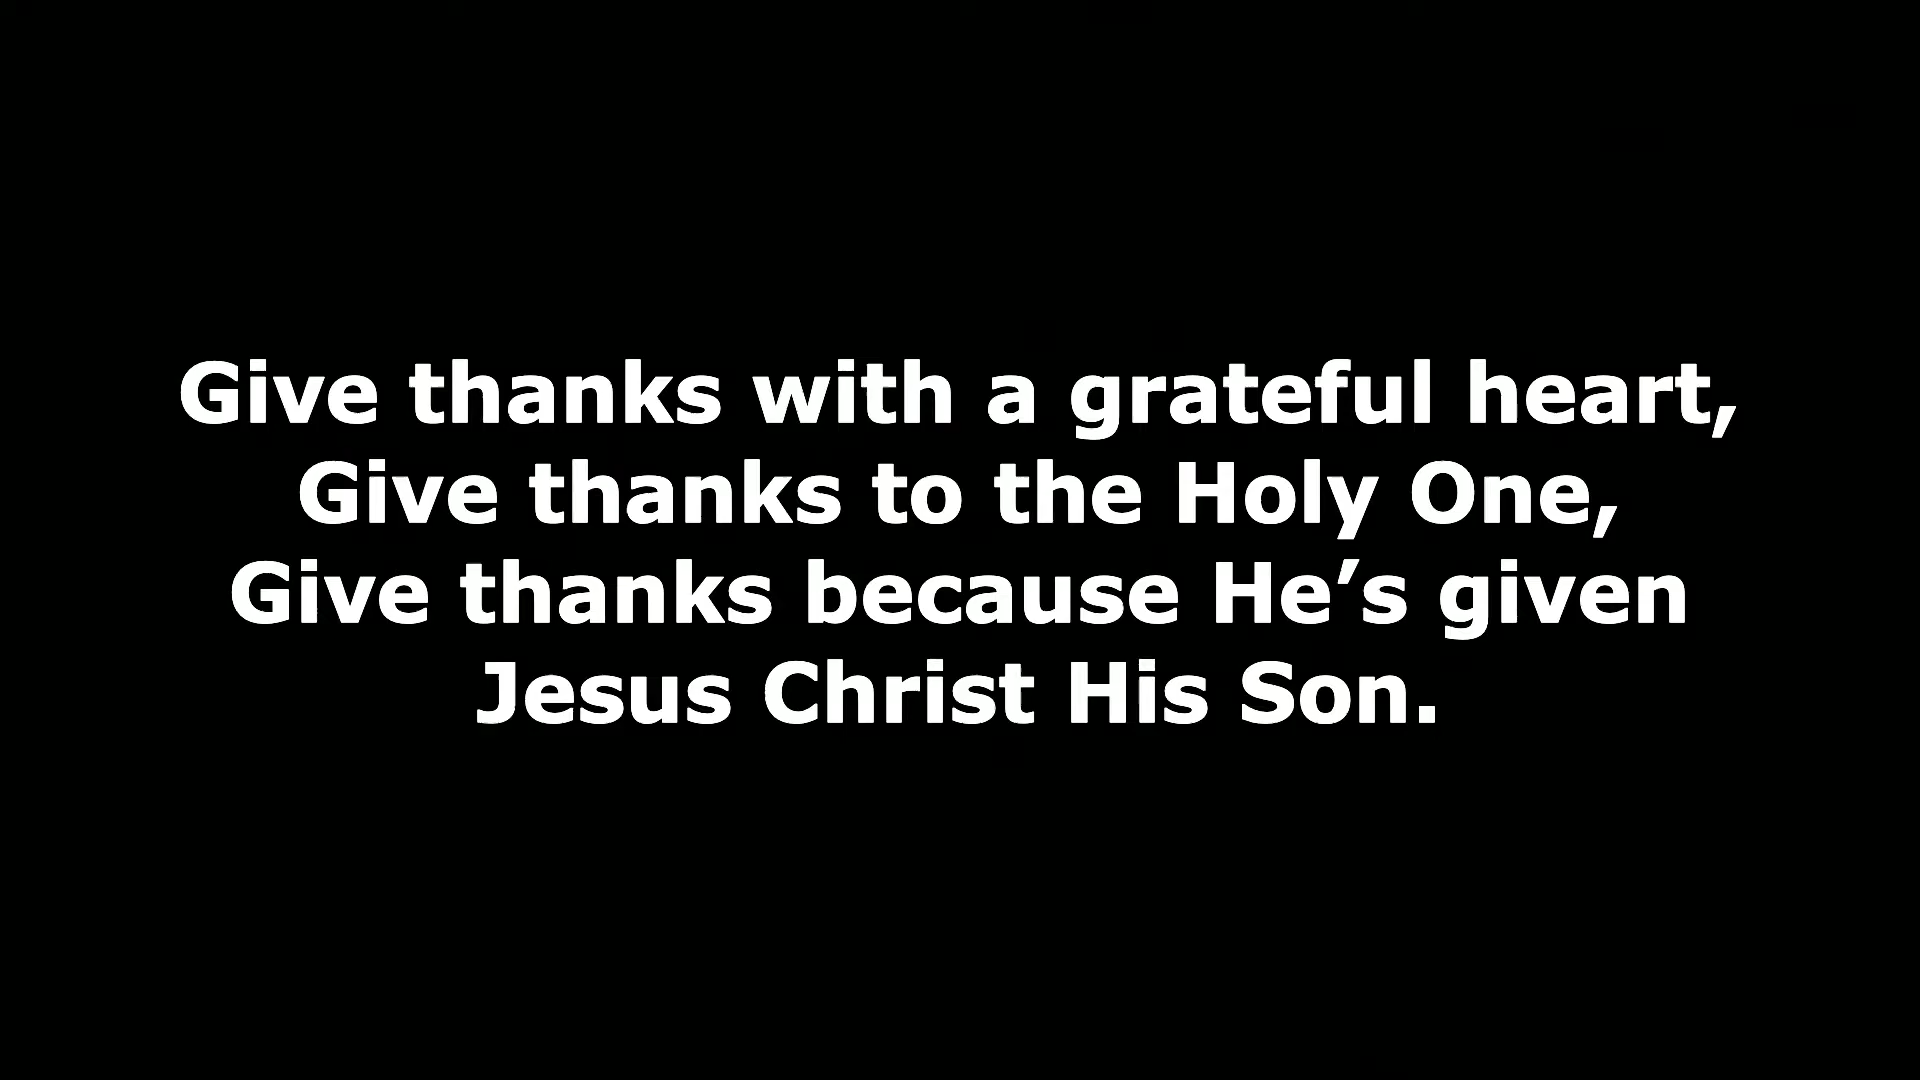 Give thanks with a grateful heart,
Give thanks to the Holy One,
Give thanks because He’s given
Jesus Christ His Son.